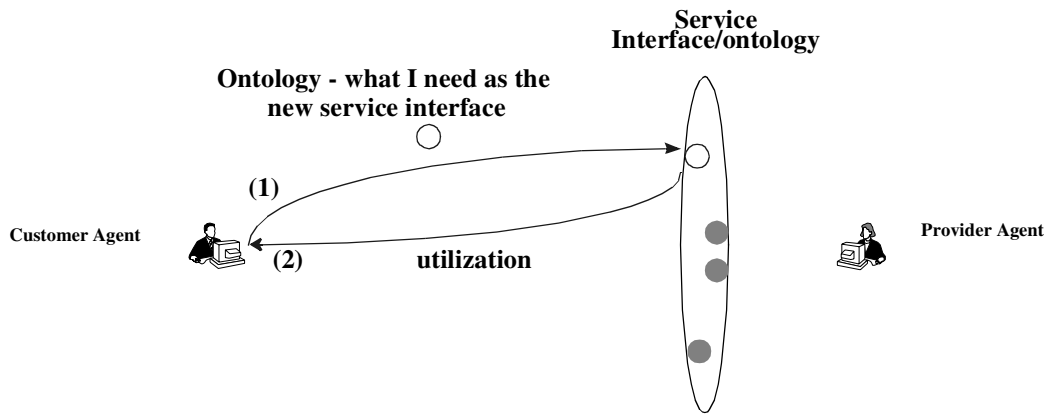 Service
Interface/ontology
Ontology - what I need as the
new service interface
(1)
Customer Agent
Provider Agent
(2)
utilization